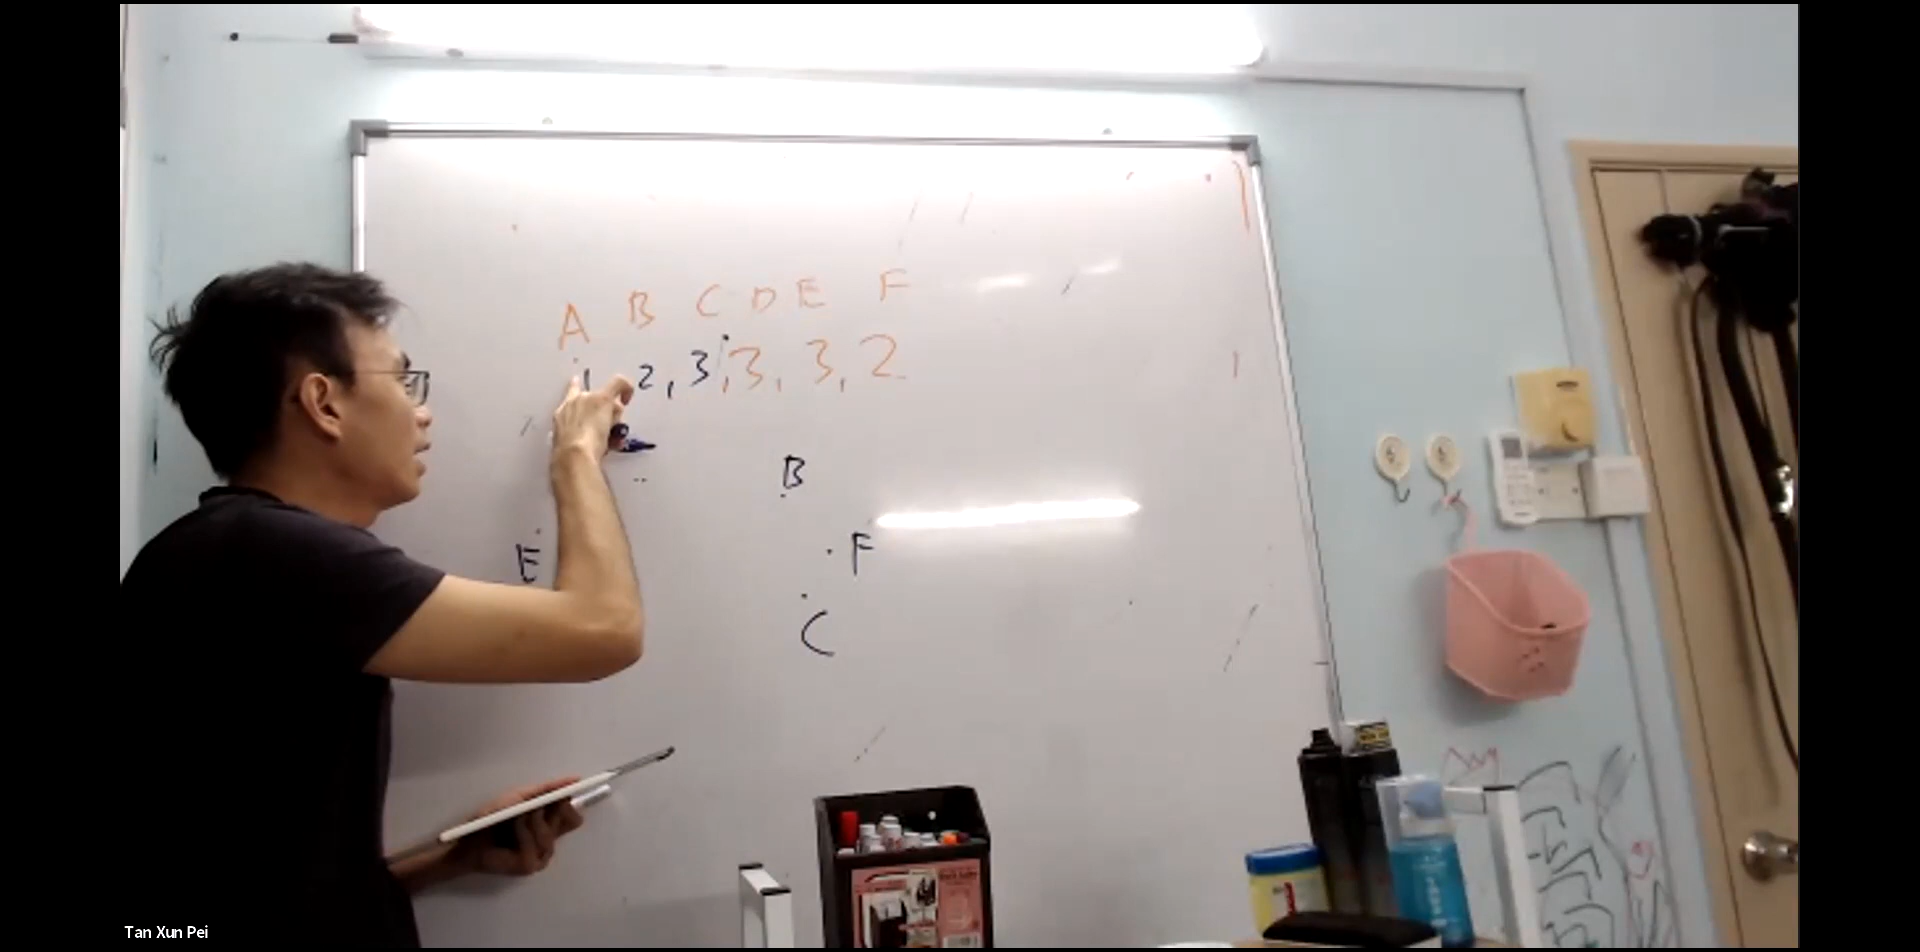 A B C D E F
1 2, 3, 3, 3, 2
B
E F
C
Tan Xun Pei